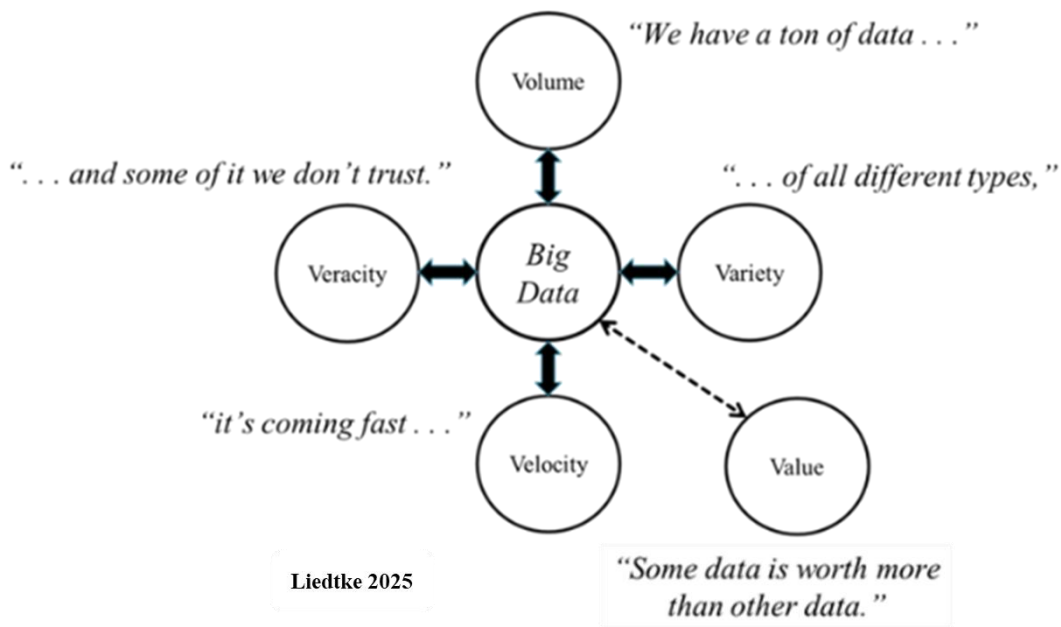 “We have a ton of data . . .”
Volume
“. . . and some of it we don’t trust.”
“. . . of all different types,”
Veracity
Big
Data
Variety
“it’s coming fast . . .”
Velocity
Value
Liedtke 2025
“Some data is worth more
than other data.”